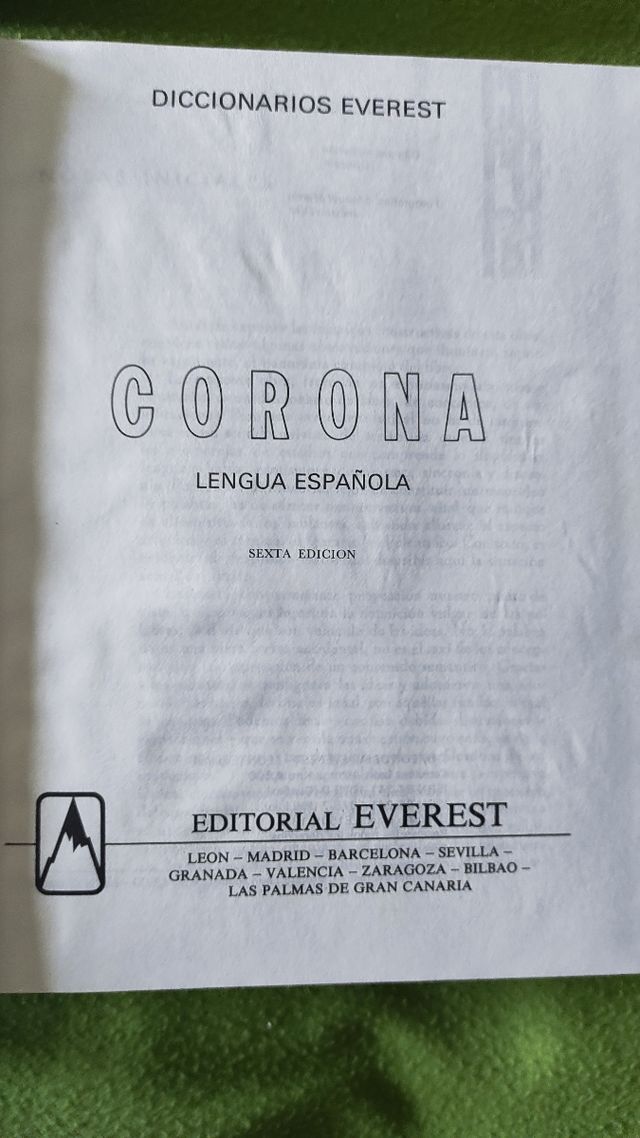 DICCIONARIOS EVEREST
CORONA
LENGUA ESPAÑOLA
SEXTA EDICION
EDITORIAL EVEREST
LEON – MADRID – BARCELONA – SEVILLA –
GRANADA – VALENCIA – ZARAGOZA – BILBAO –
LAS PALMAS DE GRAN CANARIA